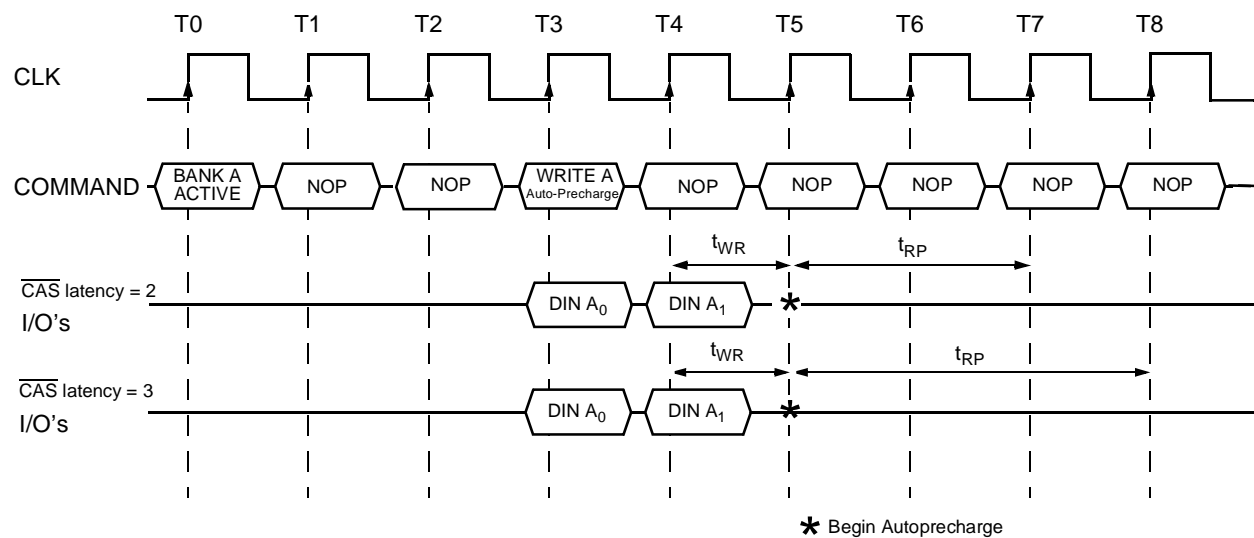 T0 T1 T2 T3 T4 T5 T6 T7 T8
CLK
COMMAND
BANK A
ACTIVE
NOP
NOP
WRITE A
Auto-Precharge
NOP
NOP
NOP
NOP
NOP
tWR
tRP
CAS latency = 2
I/O's
DIN A0
DIN A1
*
tWR
tRP
CAS latency = 3
I/O's
DIN A0
DIN A1
*
* Begin Autoprecharge